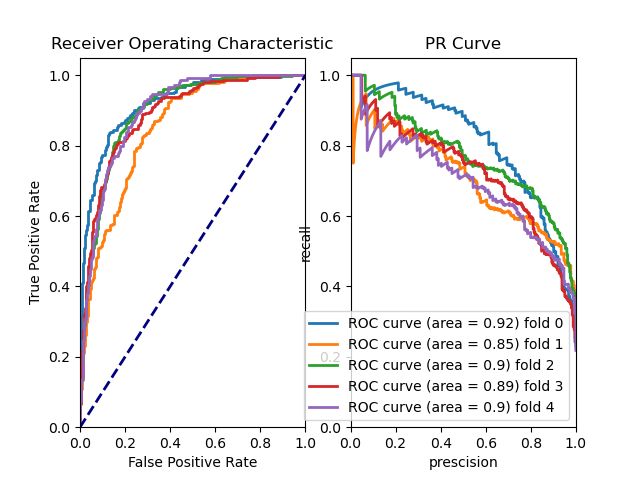 Receiver Operating Characteristic
PR Curve
1.0
0.8
0.6
0.4
0.2
0.0
True Positive Rate
0.0 0.2 0.4 0.6 0.8 1.0
False Positive Rate
1.0
0.8
0.6
0.4
0.2
0.0
recall
0.0 0.2 0.4 0.6 0.8 1.0
prescision
ROC curve (area = 0.92) fold 0
ROC curve (area = 0.85) fold 1
ROC curve (area = 0.9) fold 2
ROC curve (area = 0.89) fold 3
ROC curve (area = 0.9) fold 4